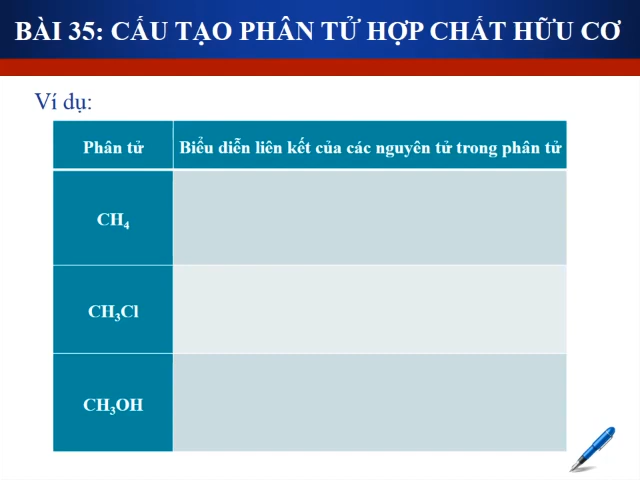 BÀI 35: CẤU TẠO PHÂN TỬ HỢP CHẤT HỮU CƠ
Ví dụ:
Phân tử Biểu diễn liên kết của các nguyên tử trong phân tử
CH₄
CH₃Cl
CH₃OH